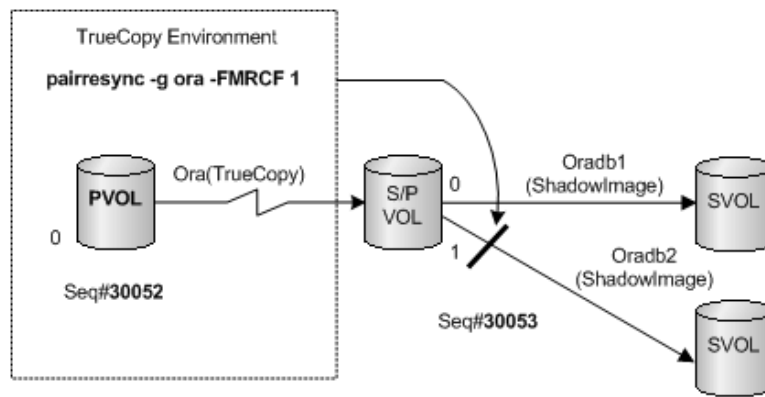 TrueCopy Environment
pairresync -g ora -FMRCF 1
PVOL
0
Seq#30052
Ora(TrueCopy)
S/P
VOL
0
1
Oradb1
(ShadowImage)
SVOL
Oradb2
(ShadowImage)
Seq#30053
SVOL